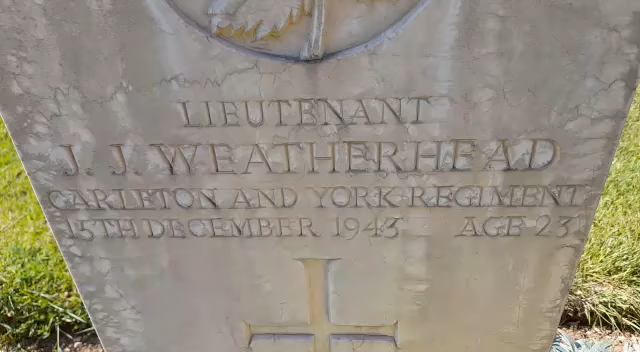 LIEUTENANT
J. J. WEATHERHEAD
CARLETON AND YORK REGIMENT
15TH DECEMBER 1943 AGE 23